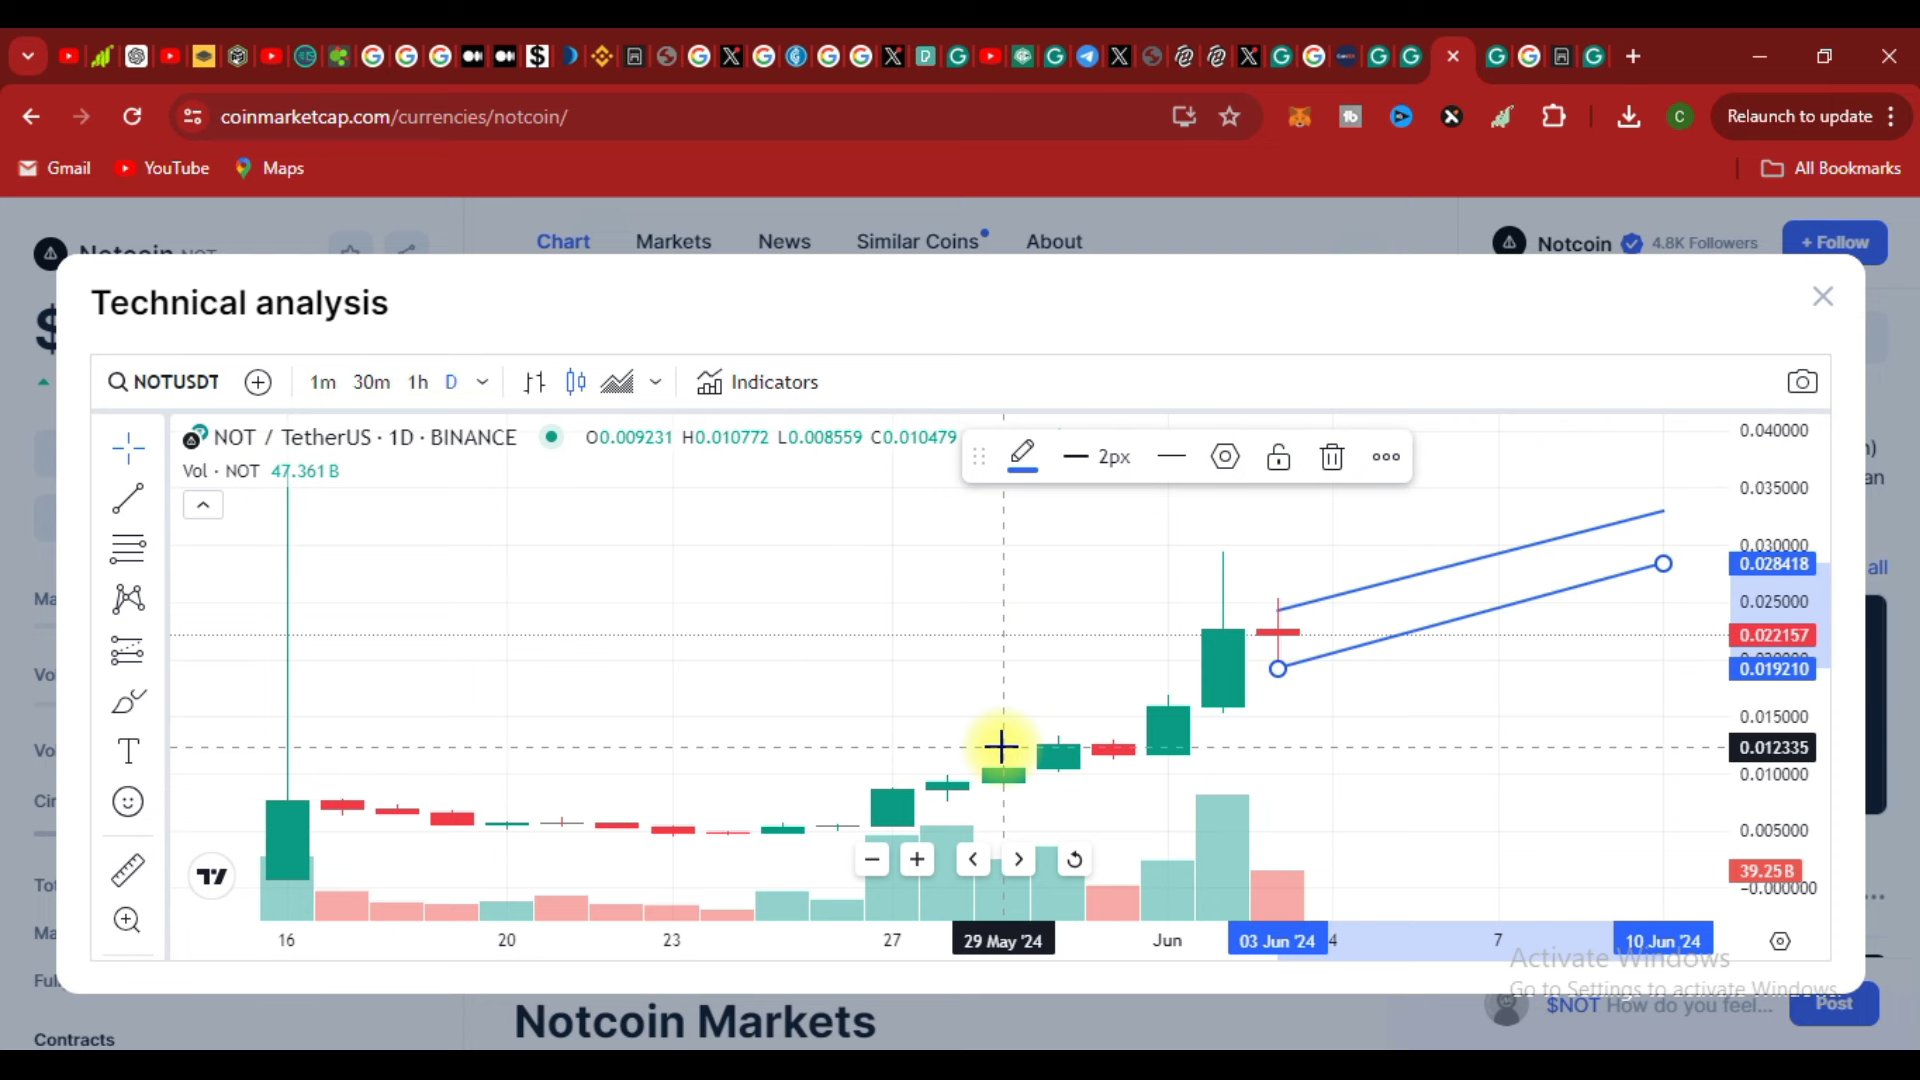 coinmarketcap.com/currencies/notcoin/
Relaunch to update
Gmail
YouTube
Maps
All Bookmarks
Notcoin NOT
Chart
Markets
News
Similar Coins
About
Notcoin
4.8K Followers
+ Follow
Technical analysis
NOTUSDT
1m
30m
1h
D
Indicators
NOT / TetherUS · 1D · BINANCE
O0.009231 H0.010772 L0.008559 C0.010479
Vol · NOT 47.361B
2px
0.040000
0.035000
0.030000
0.028418
0.025000
0.022157
0.019210
0.015000
0.012335
0.010000
0.005000
39.25B
−0.000000
16
20
23
27
29 May '24
Jun
03 Jun '24
4
7
10 Jun '24
Activate Windows
Go to Settings to activate Windows.
$NOT How do you feel...
Post
Notcoin Markets
Contracts